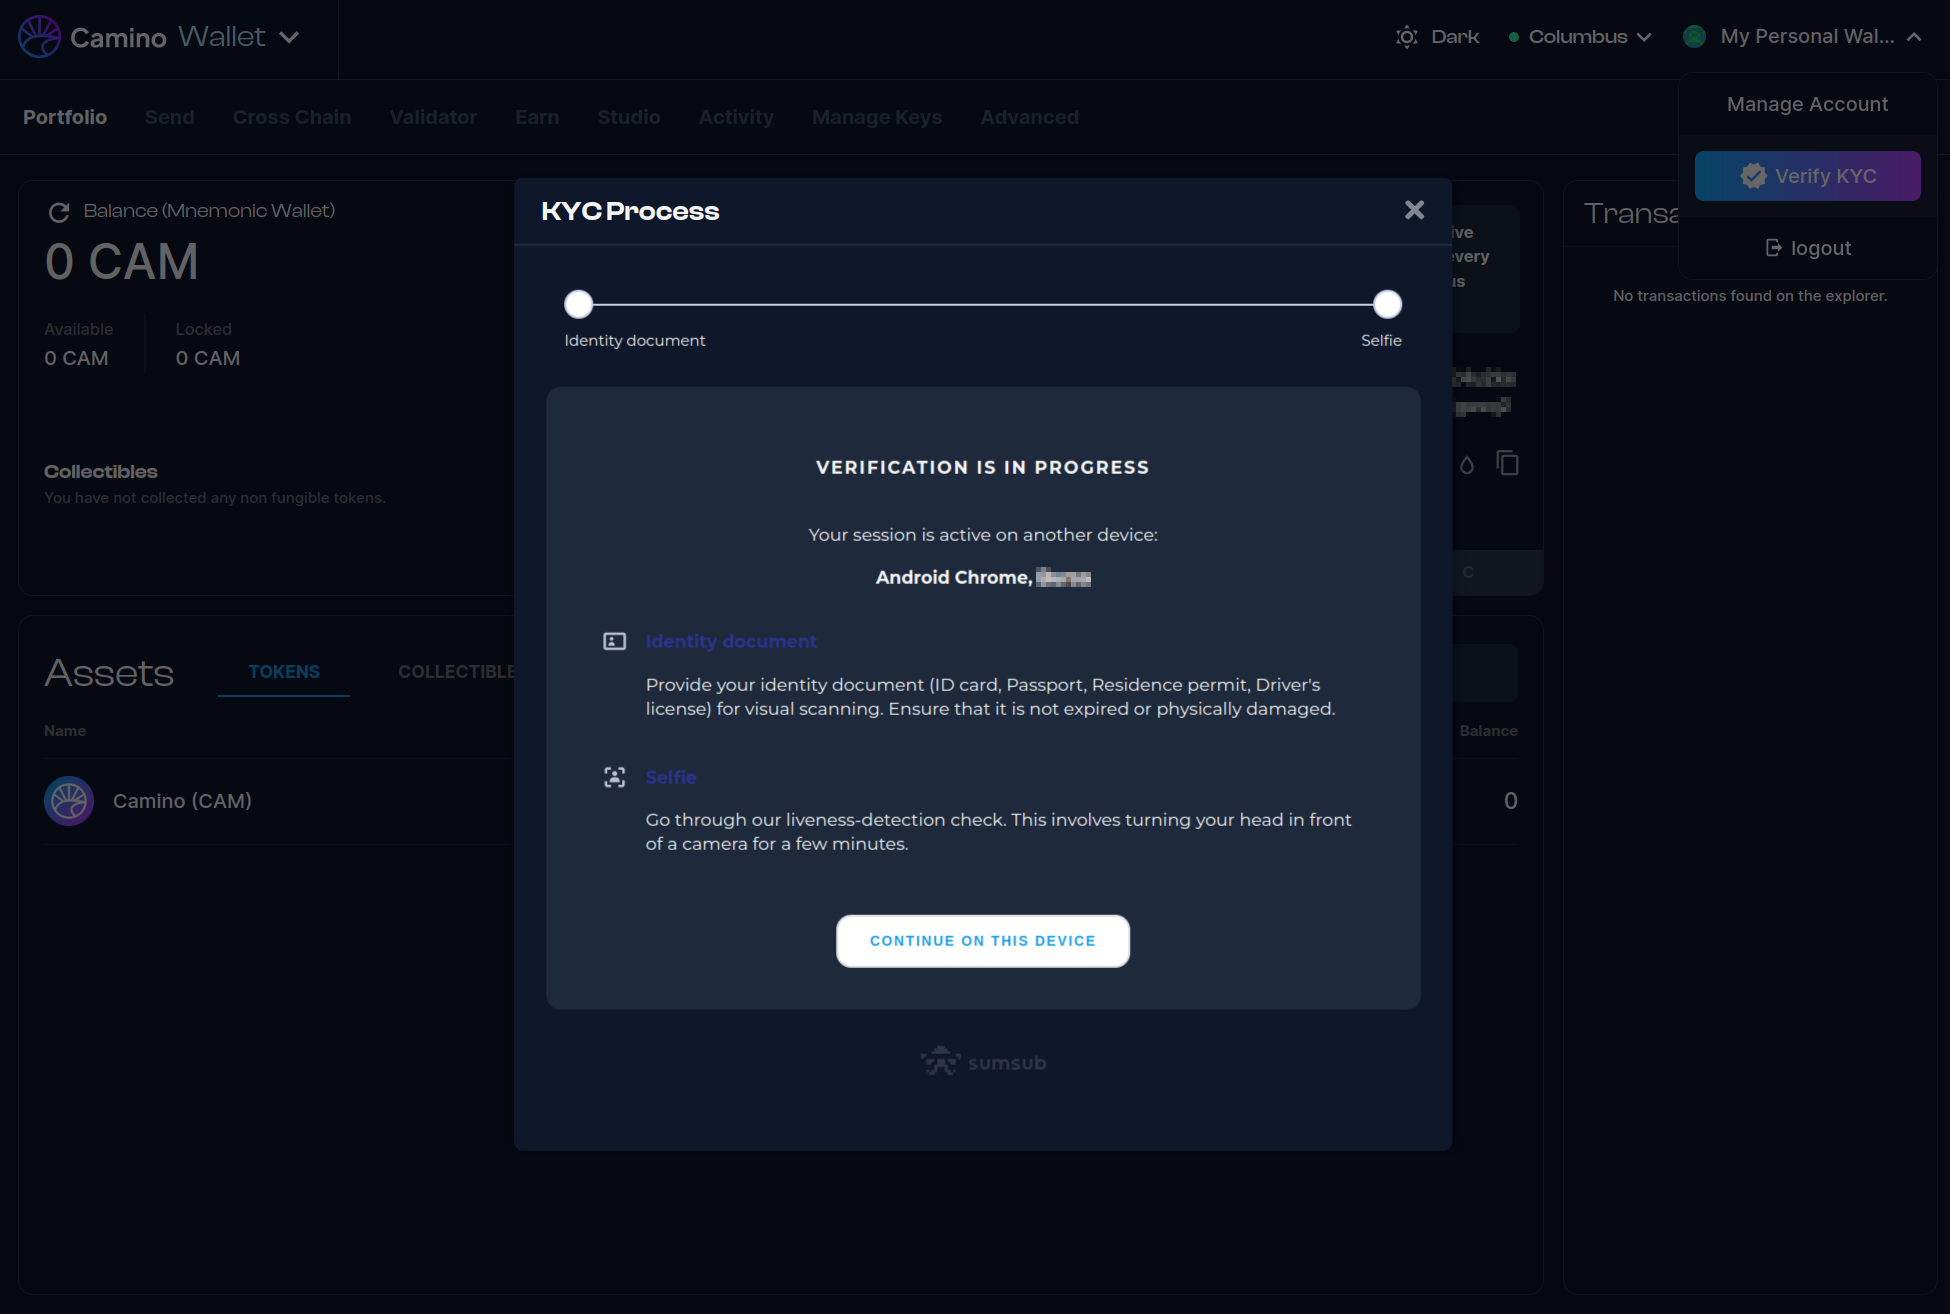 Camino Wallet
Dark
Columbus
My Personal Wal...
Manage Account
Verify KYC
logout
Portfolio
Send
Cross Chain
Validator
Earn
Studio
Activity
Manage Keys
Advanced
Balance (Mnemonic Wallet)
0 CAM
Available
Locked
0 CAM
0 CAM
Collectibles
You have not collected any non fungible tokens.
KYC Process
Identity document
Selfie
VERIFICATION IS IN PROGRESS
Your session is active on another device:
Android Chrome,
Identity document
Provide your identity document (ID card, Passport, Residence permit, Driver's
license) for visual scanning. Ensure that it is not expired or physically damaged.
Selfie
Go through our liveness-detection check. This involves turning your head in front
of a camera for a few minutes.
CONTINUE ON THIS DEVICE
sumsub
ive
very
us
C
No transactions found on the explorer.
Assets
TOKENS
COLLECTIBLE
Name
Balance
Camino (CAM)
0